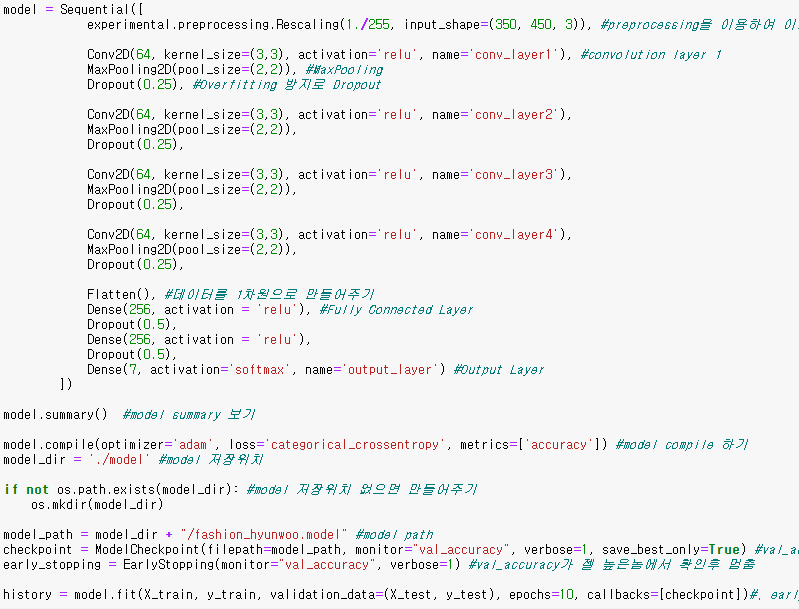 model = Sequential([
experimental.preprocessing.Rescaling(1./255, input_shape=(350, 450, 3)), #preprocessing을 이용하여 이
Conv2D(64, kernel_size=(3,3), activation='relu', name='conv_layer1'), #convolution layer 1
MaxPooling2D(pool_size=(2,2)), #MaxPooling
Dropout(0.25), #Overfitting 방지로 Dropout
Conv2D(64, kernel_size=(3,3), activation='relu', name='conv_layer2'),
MaxPooling2D(pool_size=(2,2)),
Dropout(0.25),
Conv2D(64, kernel_size=(3,3), activation='relu', name='conv_layer3'),
MaxPooling2D(pool_size=(2,2)),
Dropout(0.25),
Conv2D(64, kernel_size=(3,3), activation='relu', name='conv_layer4'),
MaxPooling2D(pool_size=(2,2)),
Dropout(0.25),
Flatten(), #데이터를 1차원으로 만들어주기
Dense(256, activation = 'relu'), #Fully Connected Layer
Dropout(0.5),
Dense(256, activation = 'relu'),
Dropout(0.5),
Dense(7, activation='softmax', name='output_layer') #Output Layer
])
model.summary() #model summary 보기
model.compile(optimizer='adam', loss='categorical_crossentropy', metrics=['accuracy']) #model compile 하기
model_dir = './model' #model 저장위치
if not os.path.exists(model_dir): #model 저장위치 없으면 만들어주기
os.mkdir(model_dir)
model_path = model_dir + "/fashion_hyunwoo.model" #model path
checkpoint = ModelCheckpoint(filepath=model_path, monitor="val_accuracy", verbose=1, save_best_only=True) #val_a
early_stopping = EarlyStopping(monitor="val_accuracy", verbose=1) #val_accuracy가 젤 높은놈에서 확인후 멈춤
history = model.fit(X_train, y_train, validation_data=(X_test, y_test), epochs=10, callbacks=[checkpoint])#, earl